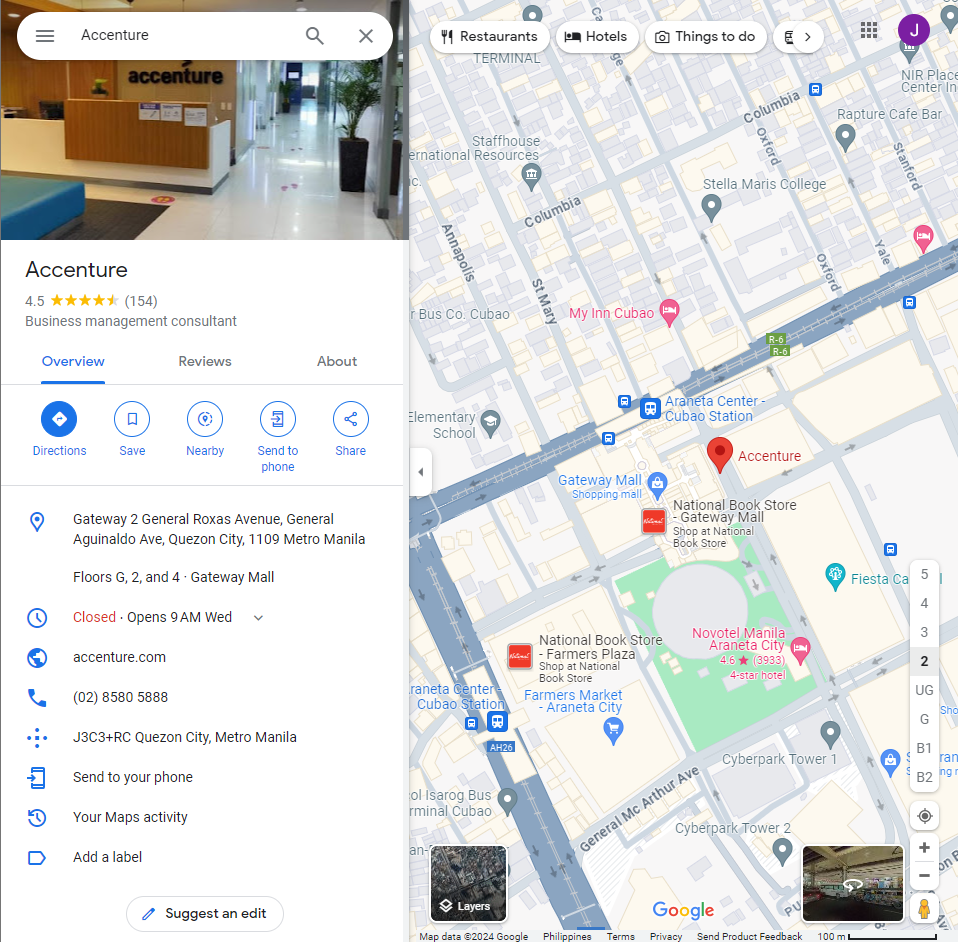 Accenture
accenture
Accenture
4.5 (154)
Business management consultant
Overview
Reviews
About
Directions
Save
Nearby
Send to
phone
Share
Gateway 2 General Roxas Avenue, General
Aguinaldo Ave, Quezon City, 1109 Metro Manila
Floors G, 2, and 4 · Gateway Mall
Closed · Opens 9 AM Wed
accenture.com
(02) 8580 5888
J3C3+RC Quezon City, Metro Manila
Send to your phone
Your Maps activity
Add a label
Suggest an edit
Restaurants
Hotels
Things to do
J
TERMINAL
NIR Place
Center In
Columbia
Rapture Cafe Bar
Oxford
Stanford
Staffhouse
ernational Resources
nc.
Stella Maris College
Columbia
Annapolis
St Mary
Oxford
Yale
r Bus Co. Cubao
My Inn Cubao
R-6
R-6
Araneta Center -
Cubao Station
Elementary
School
Accenture
Gateway Mall
Shopping mall
National Book Store
- Gateway Mall
Shop at National
Book Store
National
Fiesta Ca
l
5
4
3
2
UG
G
B1
B2
Novotel Manila
Araneta City
4.6 ★ (3933)
4-star hotel
National
National Book Store
- Farmers Plaza
Shop at National
Book Store
Araneta Center -
Cubao Station
Farmers Market
- Araneta City
AH26
Sho
Cyberpark Tower 1
General Mc Arthur Ave
col Isarog Bus
rminal Cubao
Cyberpark Tower 2
Layers
Google
Map data ©2024 Google
Philippines
Terms
Privacy
Send Product Feedback
100 m